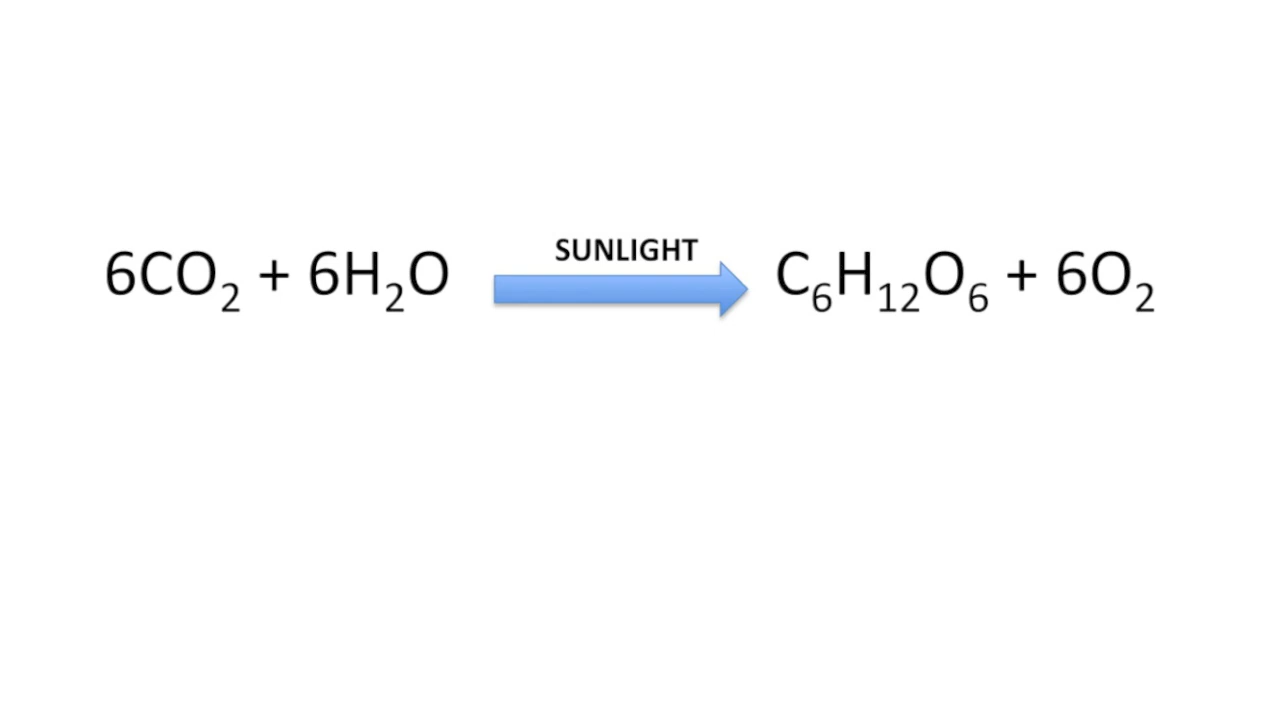 SUNLIGHT
6CO₂ + 6H₂O C₆H₁₂O₆ + 6O₂